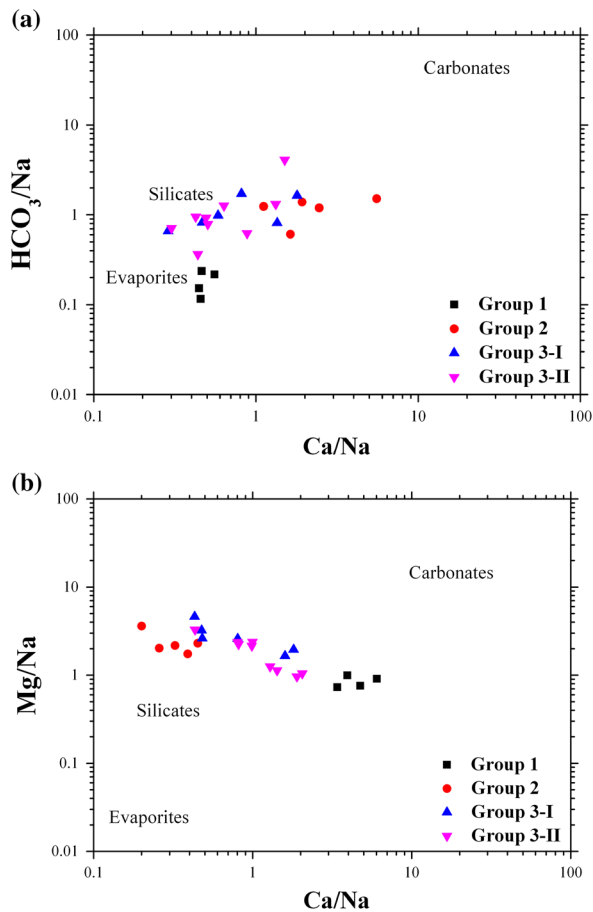 (a)
100
10
1
0.1
0.01
HCO₃/Na
Carbonates
Silicates
Evaporites
Group 1
Group 2
Group 3-I
Group 3-II
0.1 1 10 100
Ca/Na
(b)
100
10
1
0.1
0.01
Mg/Na
Carbonates
Silicates
Evaporites
Group 1
Group 2
Group 3-I
Group 3-II
0.1 1 10 100
Ca/Na